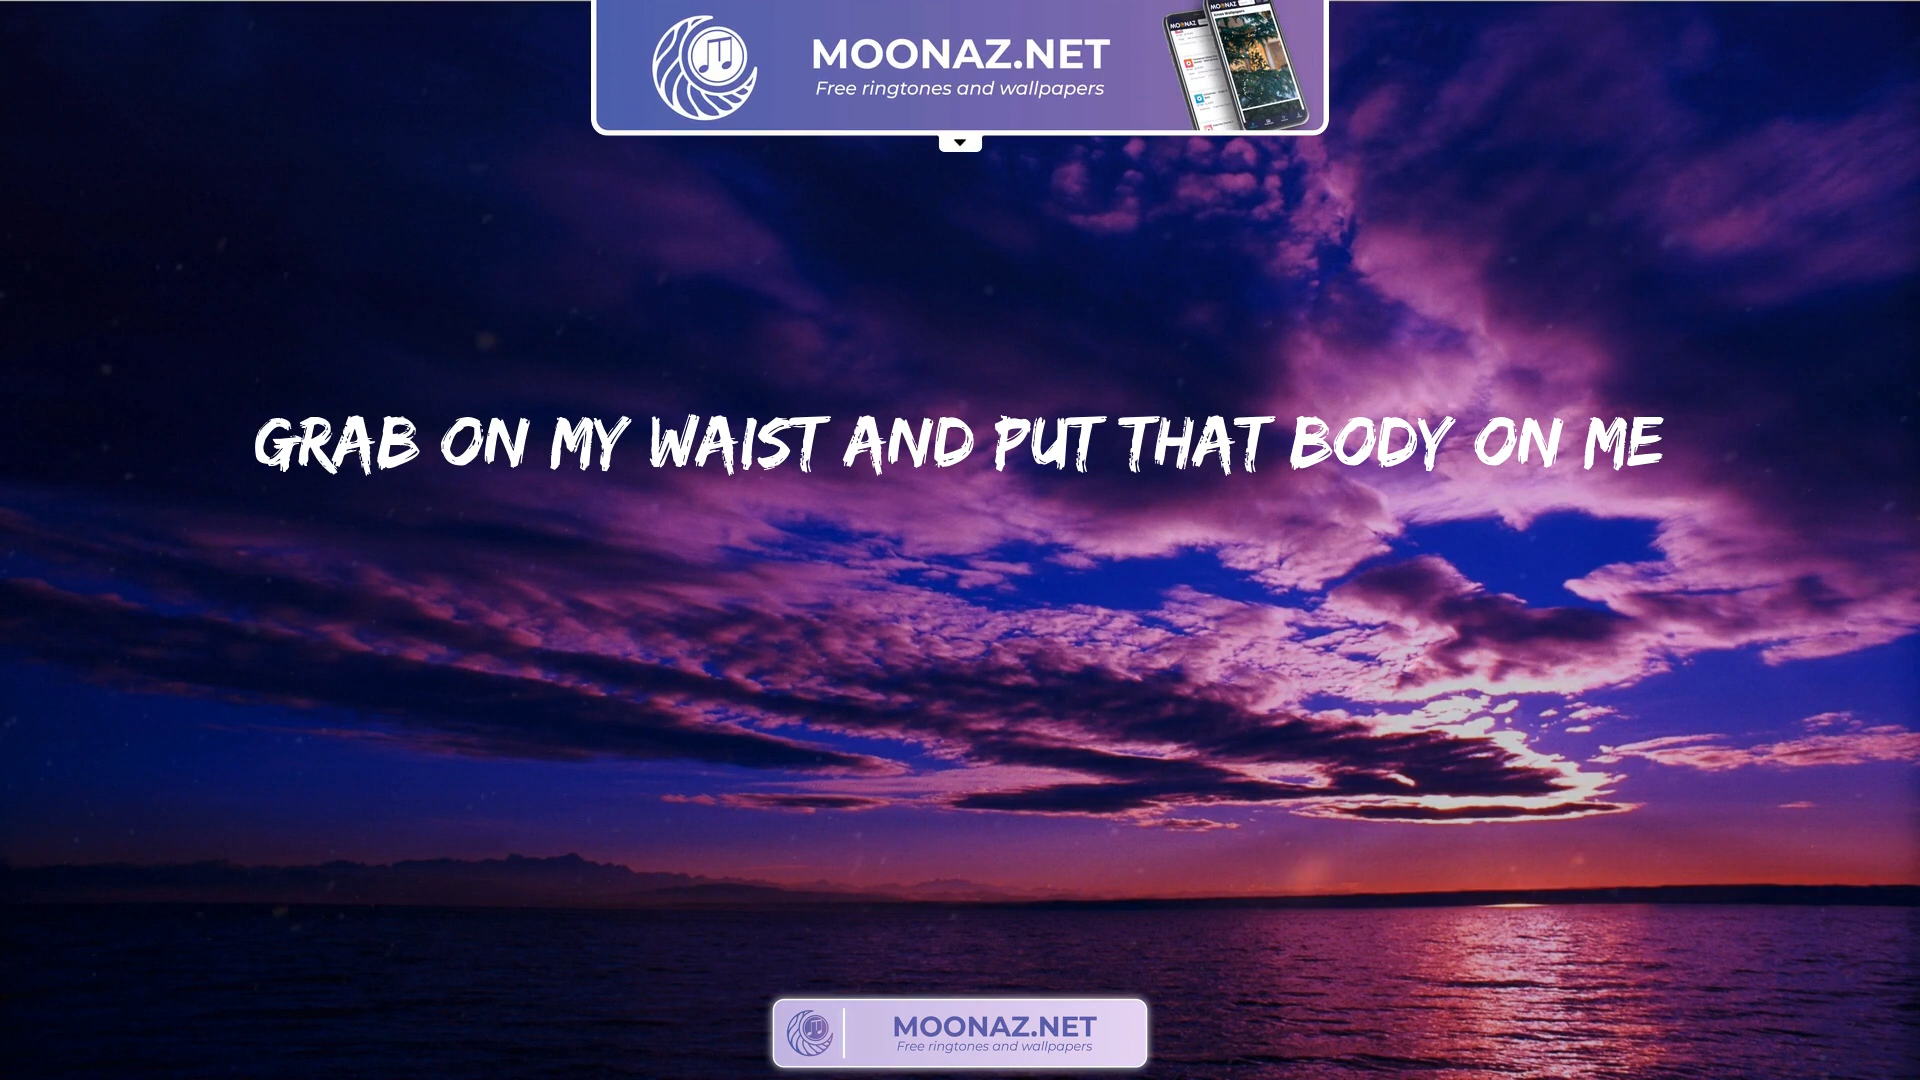 MOONAZ.NET
Free ringtones and wallpapers
GRAB ON MY WAIST AND PUT THAT BODY ON ME
MOONAZ.NET
Free ringtones and wallpapers